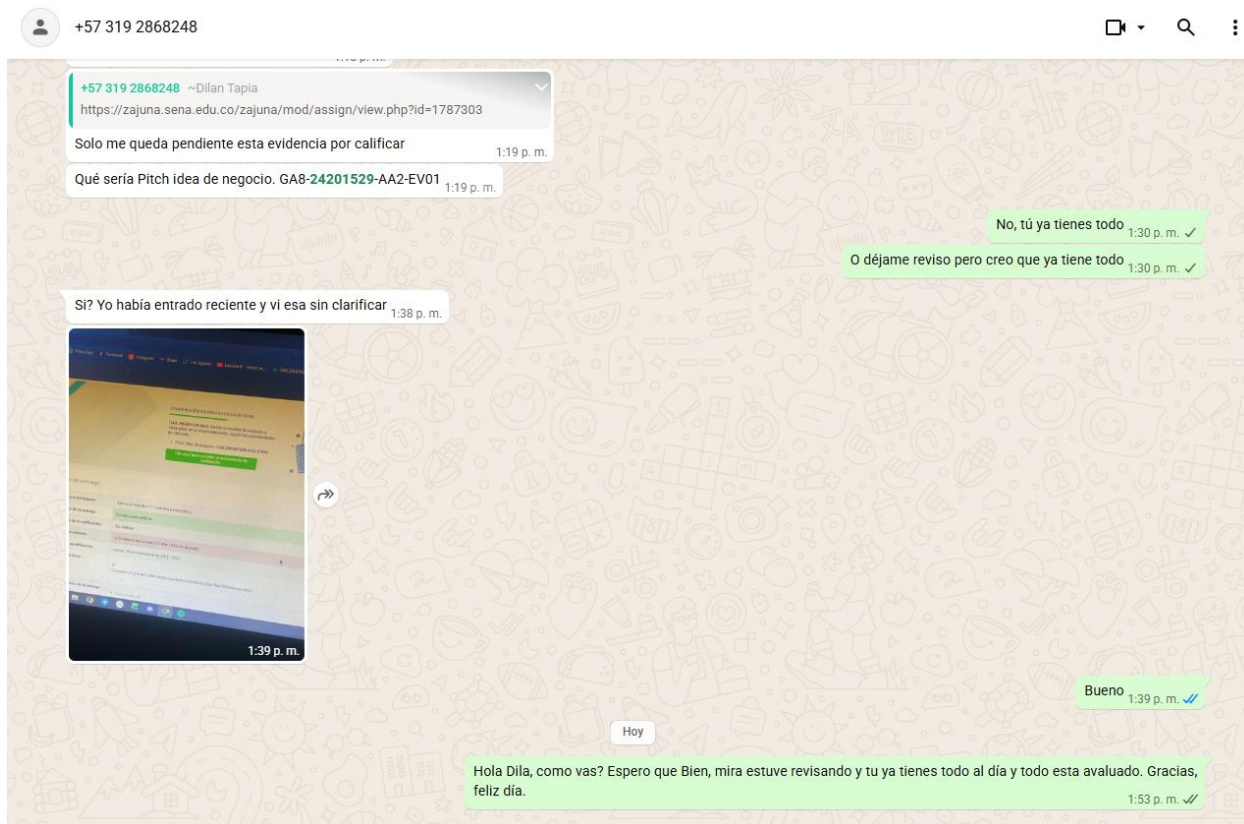 +57 319 2868248
+57 319 2868248 ~Dilan Tapia
https://zajuna.sena.edu.co/zajuna/mod/assign/view.php?id=1787303
Solo me queda pendiente esta evidencia por calificar
1:19 p. m.
Qué sería Pitch idea de negocio. GA8-24201529-AA2-EV01 1:19 p. m.
No, tú ya tienes todo 1:30 p. m.
O déjame reviso pero creo que ya tiene todo 1:30 p. m.
Si? Yo había entrado reciente y vi esa sin clarificar 1:38 p. m.
1:39 p. m.
Bueno 1:39 p. m.
Hoy
Hola Dila, como vas? Espero que Bien, mira estuve revisando y tu ya tienes todo al día y todo esta avaluado. Gracias,
feliz día.
1:53 p. m.